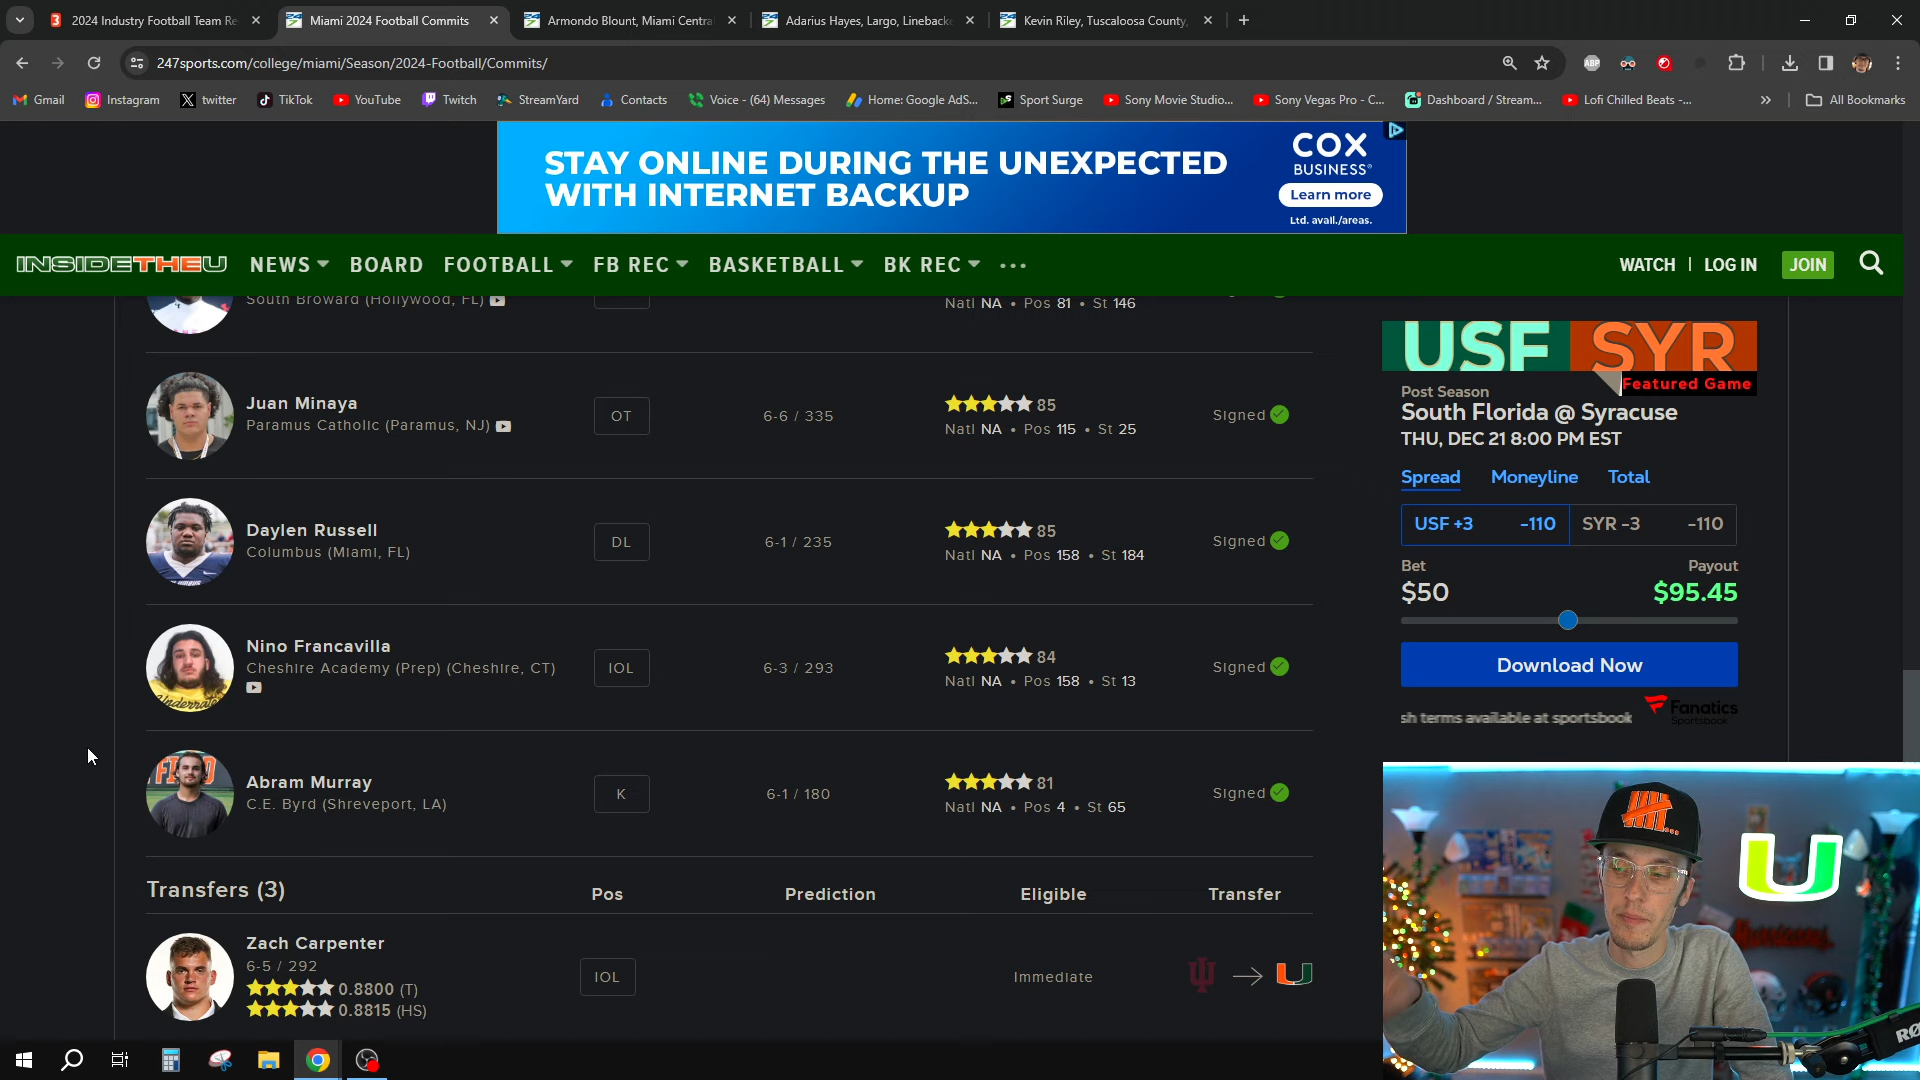 2024 Industry Football Team Re
Miami 2024 Football Commits
Armondo Blount, Miami Centra
Adarius Hayes, Largo, Linebacke
Kevin Riley, Tuscaloosa County,
247sports.com/college/miami/Season/2024-Football/Commits/
ABP
Gmail
Instagram
twitter
TikTok
YouTube
Twitch
StreamYard
Contacts
Voice - (64) Messages
Home: Google AdS...
Sport Surge
Sony Movie Studio...
Sony Vegas Pro - C...
Dashboard / Stream...
Lofi Chilled Beats -...
All Bookmarks
STAY ONLINE DURING THE UNEXPECTED
WITH INTERNET BACKUP
COX
BUSINESS®
Learn more
Ltd. avail./areas.
INSIDETHEU
NEWS
BOARD
FOOTBALL
FB REC
BASKETBALL
BK REC
WATCH | LOG IN
JOIN
South Broward (Hollywood, FL)
Natl NA • Pos 81 • St 146
Juan Minaya
Paramus Catholic (Paramus, NJ)
OT
6-6 / 335
85
Natl NA • Pos 115 • St 25
Signed
Daylen Russell
Columbus (Miami, FL)
DL
6-1 / 235
85
Natl NA • Pos 158 • St 184
Signed
Nino Francavilla
Cheshire Academy (Prep) (Cheshire, CT)
IOL
6-3 / 293
84
Natl NA • Pos 158 • St 13
Signed
Abram Murray
C.E. Byrd (Shreveport, LA)
K
6-1 / 180
81
Natl NA • Pos 4 • St 65
Signed
Transfers (3)
Pos
Prediction
Eligible
Transfer
Zach Carpenter
6-5 / 292
0.8800 (T)
0.8815 (HS)
IOL
Immediate
USF SYR
Featured Game
Post Season
South Florida @ Syracuse
THU, DEC 21 8:00 PM EST
Spread
Moneyline
Total
USF +3 -110
SYR -3 -110
Bet
Payout
$50
$95.45
Download Now
sh terms available at sportsbook
Fanatics
Sportsbook
U